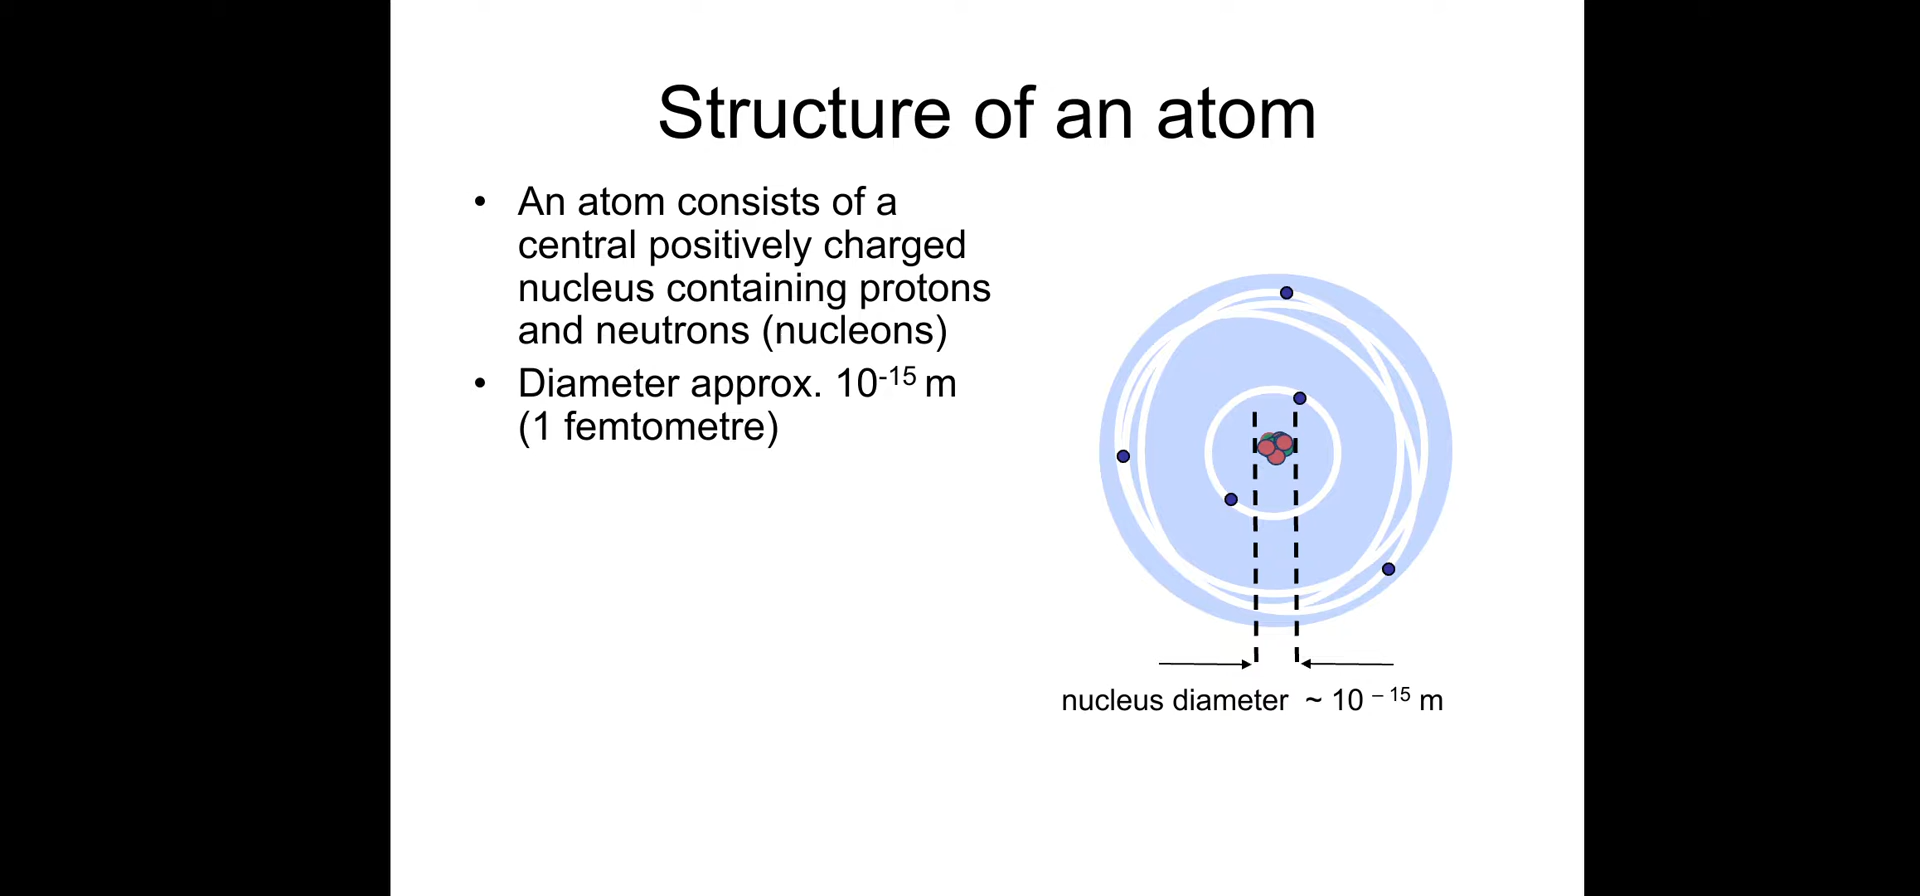 Structure of an atom
• An atom consists of a
central positively charged
nucleus containing protons
and neutrons (nucleons)
• Diameter approx. 10⁻¹⁵ m
(1 femtometre)
nucleus diameter ~ 10 ⁻ ¹⁵ m